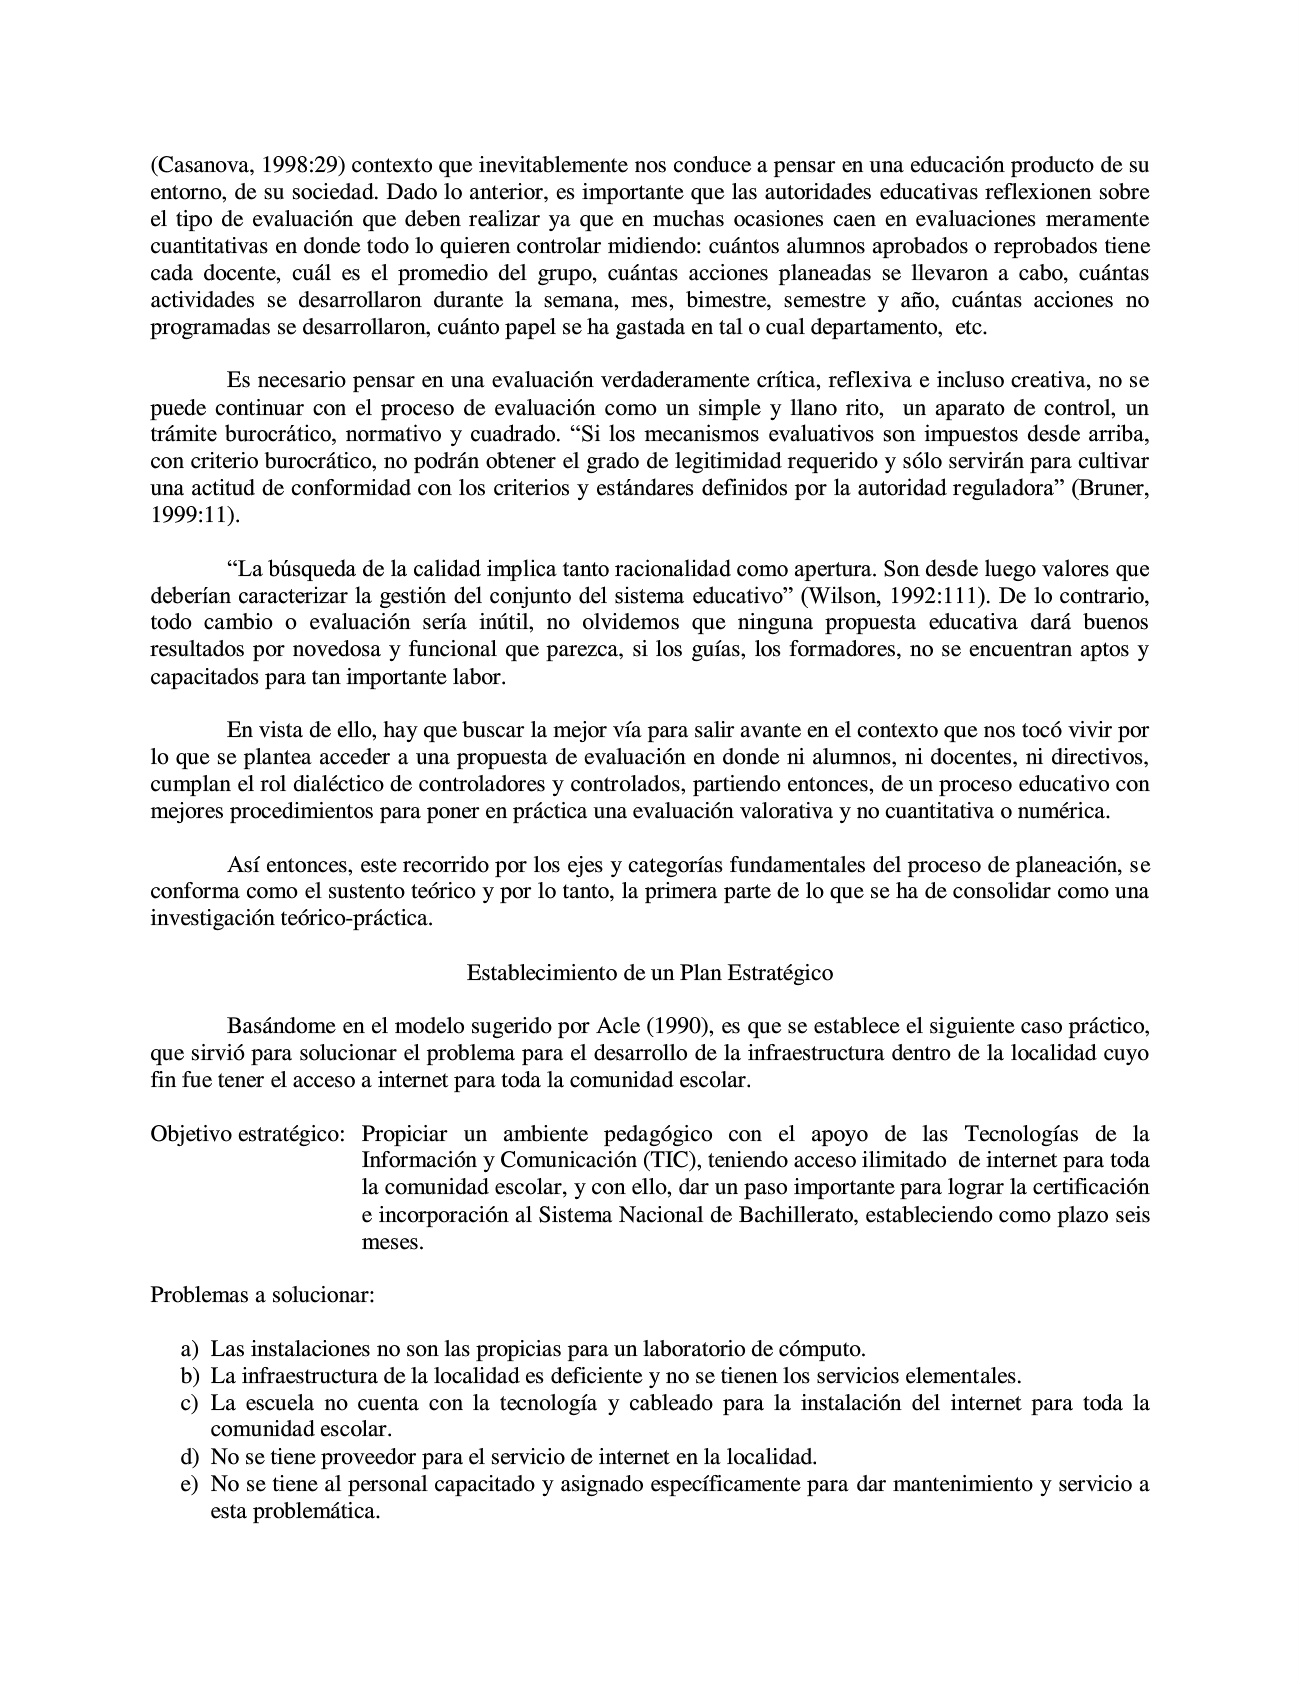 (Casanova, 1998:29) contexto que inevitablemente nos conduce a pensar en una educación producto de su
entorno, de su sociedad. Dado lo anterior, es importante que las autoridades educativas reflexionen sobre
el tipo de evaluación que deben realizar ya que en muchas ocasiones caen en evaluaciones meramente
cuantitativas en donde todo lo quieren controlar midiendo: cuántos alumnos aprobados o reprobados tiene
cada docente, cuál es el promedio del grupo, cuántas acciones planeadas se llevaron a cabo, cuántas
actividades se desarrollaron durante la semana, mes, bimestre, semestre y año, cuántas acciones no
programadas se desarrollaron, cuánto papel se ha gastada en tal o cual departamento,  etc.
Es necesario pensar en una evaluación verdaderamente crítica, reflexiva e incluso creativa, no se
puede continuar con el proceso de evaluación como un simple y llano rito,  un aparato de control, un
trámite burocrático, normativo y cuadrado. “Si los mecanismos evaluativos son impuestos desde arriba,
con criterio burocrático, no podrán obtener el grado de legitimidad requerido y sólo servirán para cultivar
una actitud de conformidad con los criterios y estándares definidos por la autoridad reguladora” (Bruner,
1999:11).
“La búsqueda de la calidad implica tanto racionalidad como apertura. Son desde luego valores que
deberían caracterizar la gestión del conjunto del sistema educativo” (Wilson, 1992:111). De lo contrario,
todo cambio o evaluación sería inútil, no olvidemos que ninguna propuesta educativa dará buenos
resultados por novedosa y funcional que parezca, si los guías, los formadores, no se encuentran aptos y
capacitados para tan importante labor.
En vista de ello, hay que buscar la mejor vía para salir avante en el contexto que nos tocó vivir por
lo que se plantea acceder a una propuesta de evaluación en donde ni alumnos, ni docentes, ni directivos,
cumplan el rol dialéctico de controladores y controlados, partiendo entonces, de un proceso educativo con
mejores procedimientos para poner en práctica una evaluación valorativa y no cuantitativa o numérica.
Así entonces, este recorrido por los ejes y categorías fundamentales del proceso de planeación, se
conforma como el sustento teórico y por lo tanto, la primera parte de lo que se ha de consolidar como una
investigación teórico-práctica.
Establecimiento de un Plan Estratégico
Basándome en el modelo sugerido por Acle (1990), es que se establece el siguiente caso práctico,
que sirvió para solucionar el problema para el desarrollo de la infraestructura dentro de la localidad cuyo
fin fue tener el acceso a internet para toda la comunidad escolar.
Objetivo estratégico: Propiciar un ambiente pedagógico con el apoyo de las Tecnologías de la
Información y Comunicación (TIC), teniendo acceso ilimitado  de internet para toda
la comunidad escolar, y con ello, dar un paso importante para lograr la certificación
e incorporación al Sistema Nacional de Bachillerato, estableciendo como plazo seis
meses.
Problemas a solucionar:
a) Las instalaciones no son las propicias para un laboratorio de cómputo.
b) La infraestructura de la localidad es deficiente y no se tienen los servicios elementales.
c) La escuela no cuenta con la tecnología y cableado para la instalación del internet para toda la
comunidad escolar.
d) No se tiene proveedor para el servicio de internet en la localidad.
e) No se tiene al personal capacitado y asignado específicamente para dar mantenimiento y servicio a
esta problemática.